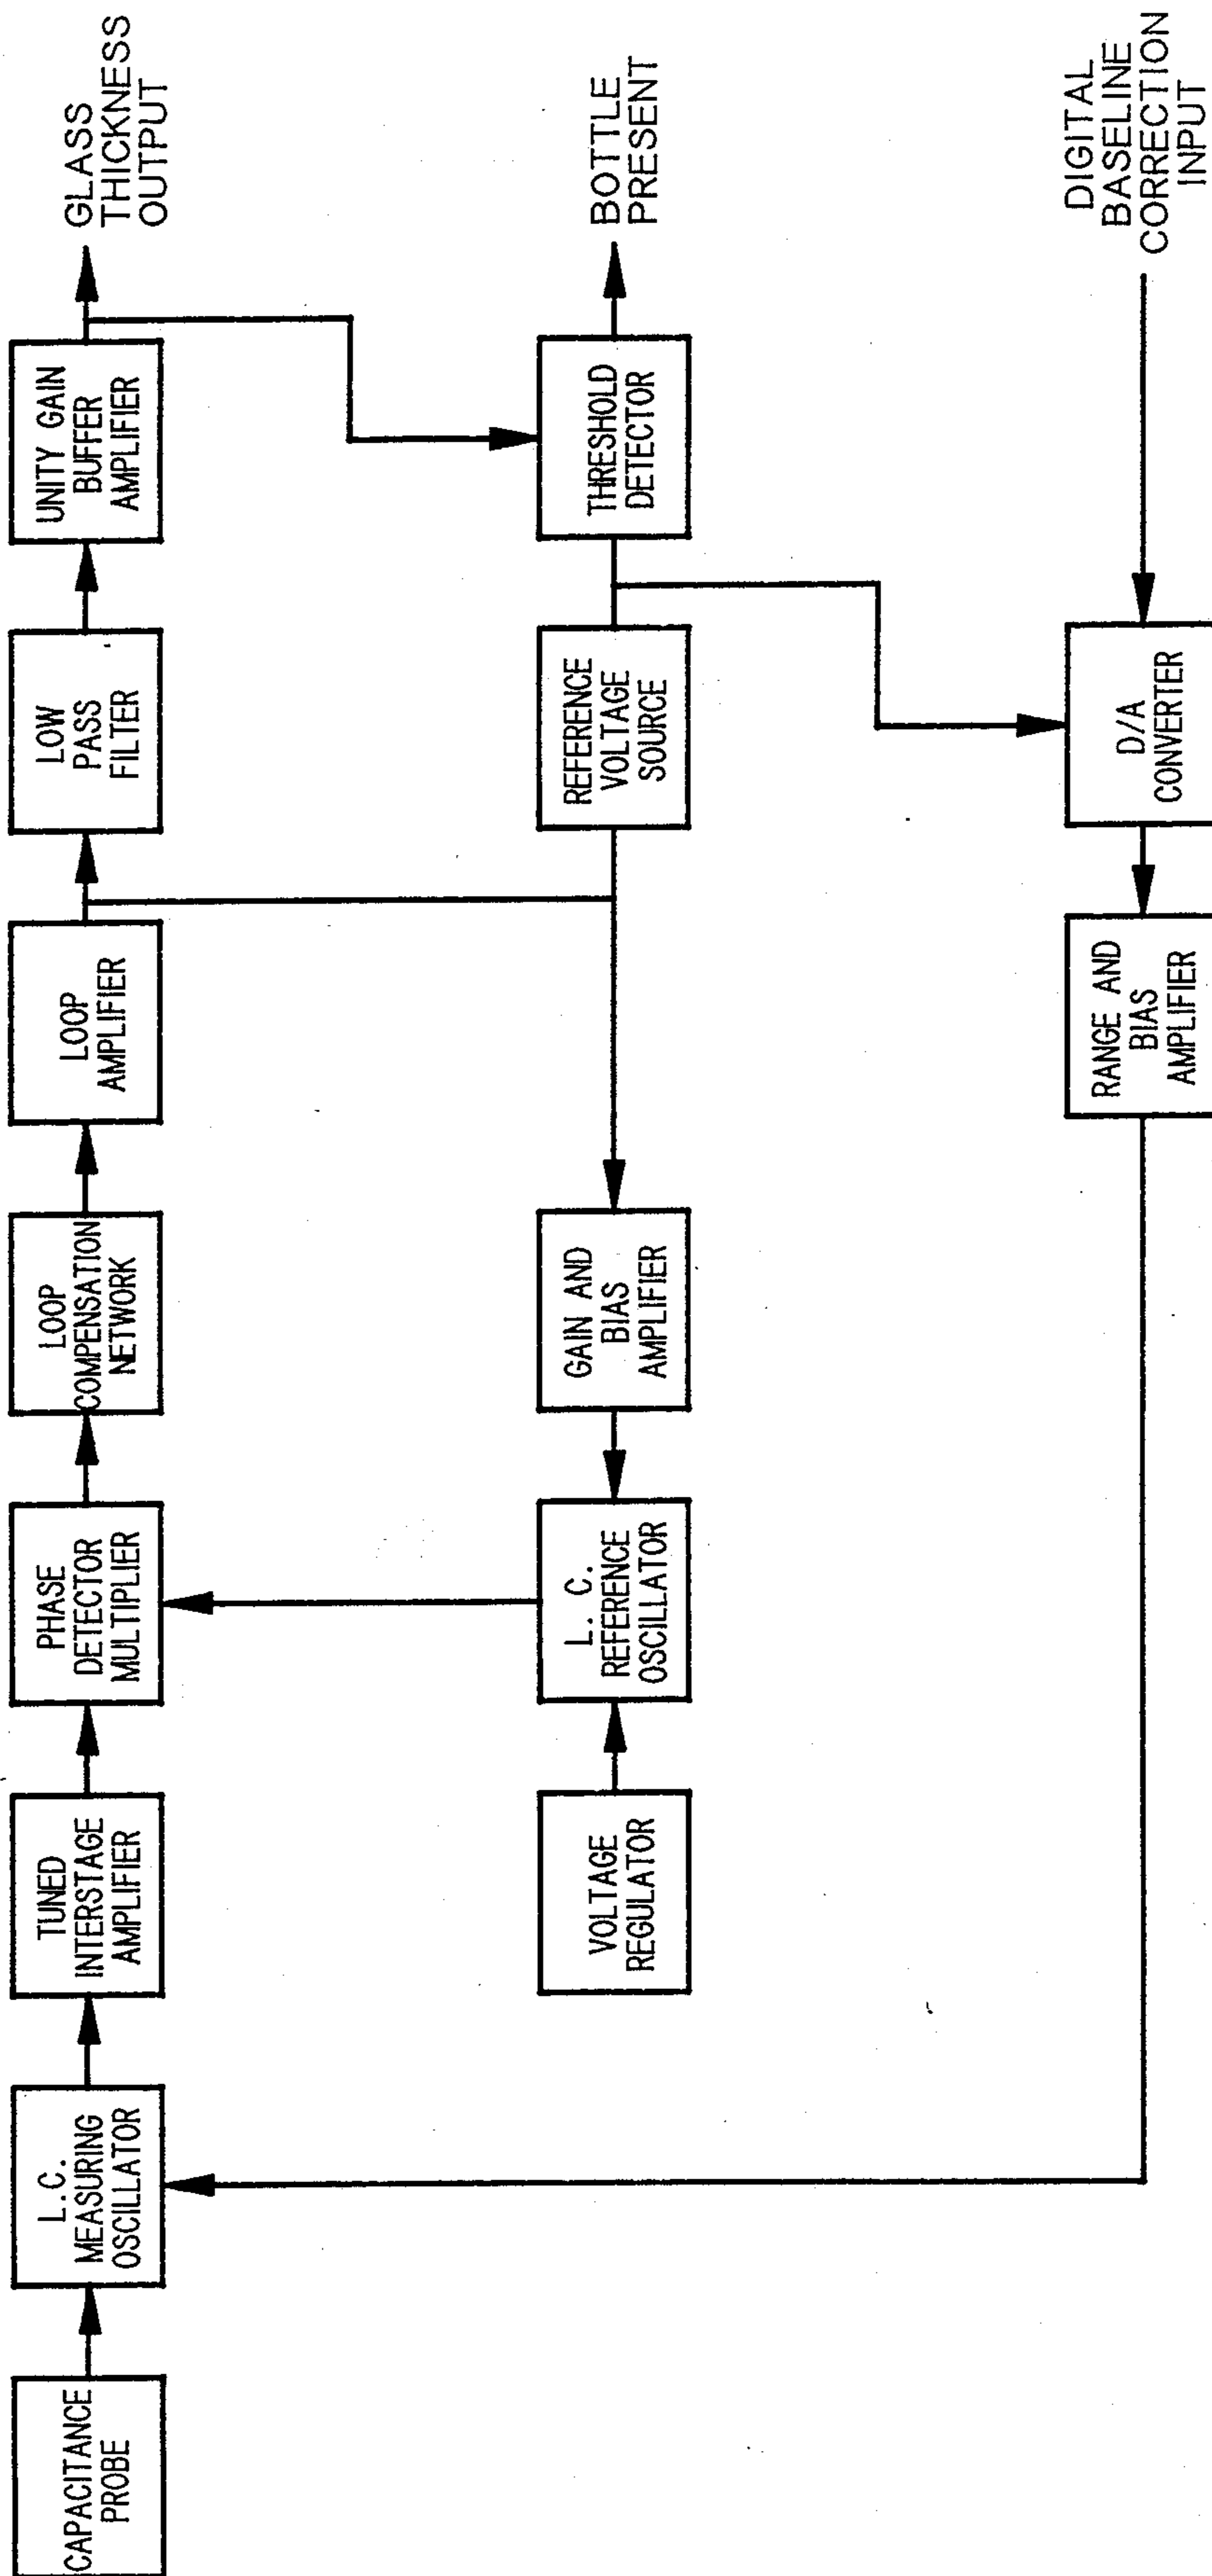 CAPACITANCE
PROBE
L.C.
MEASURING
OSCILLATOR
TUNED
INTERSTAGE
AMPLIFIER
PHASE
DETECTOR
MULTIPLIER
LOOP
COMPENSATION
NETWORK
LOOP
AMPLIFIER
LOW
PASS
FILTER
UNITY GAIN
BUFFER
AMPLIFIER
GLASS
THICKNESS
OUTPUT
VOLTAGE
REGULATOR
L. C.
REFERENCE
OSCILLATOR
GAIN AND
BIAS
AMPLIFIER
REFERENCE
VOLTAGE
SOURCE
THRESHOLD
DETECTOR
BOTTLE
PRESENT
RANGE AND
BIAS
AMPLIFIER
D/A
CONVERTER
DIGITAL
BASELINE
CORRECTION
INPUT